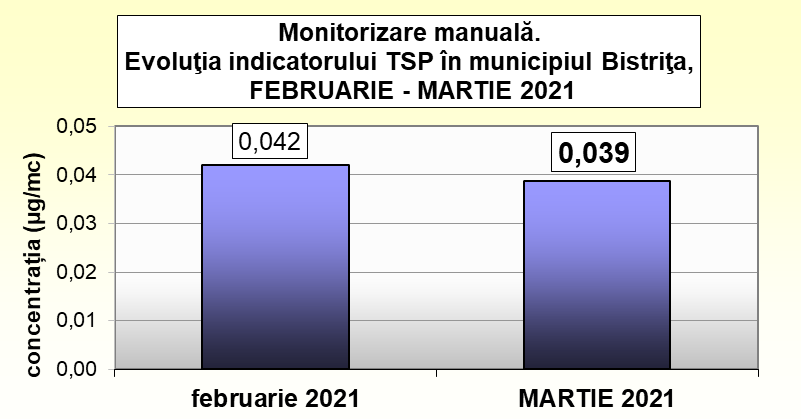 Monitorizare manuală.
Evoluţia indicatorului TSP în municipiul Bistriţa,
FEBRUARIE - MARTIE 2021
concentrația (µg/mc)
0,05
0,04
0,03
0,02
0,01
0,00
0,042
0,039
februarie 2021
MARTIE 2021